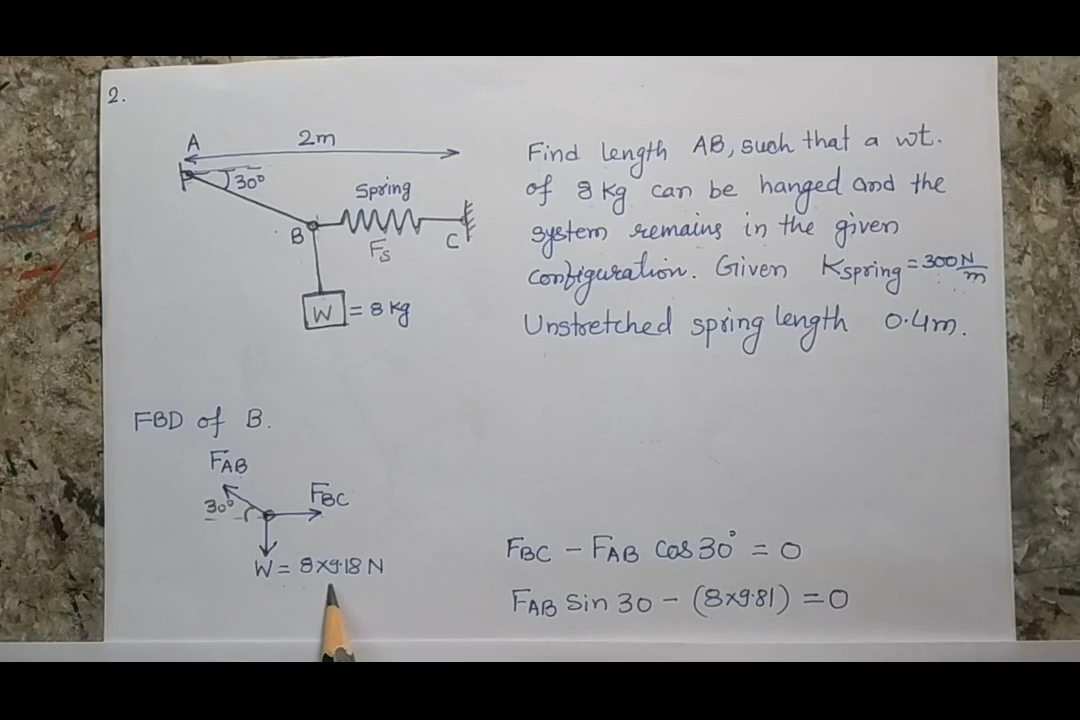 2.
A
2m
30°
Spring
B
Fs
C
W = 8 kg
Find length AB, such that a wt.
of 8 kg can be hanged and the
system remains in the given
configuration. Given Kspring = 300 N/m
Unstretched spring length 0.4m.
FBD of B.
FAB
30°
FBC
W = 8×9.18 N
FBC − FAB Cos 30° = 0
FAB Sin 30 − (8×9.81) = 0